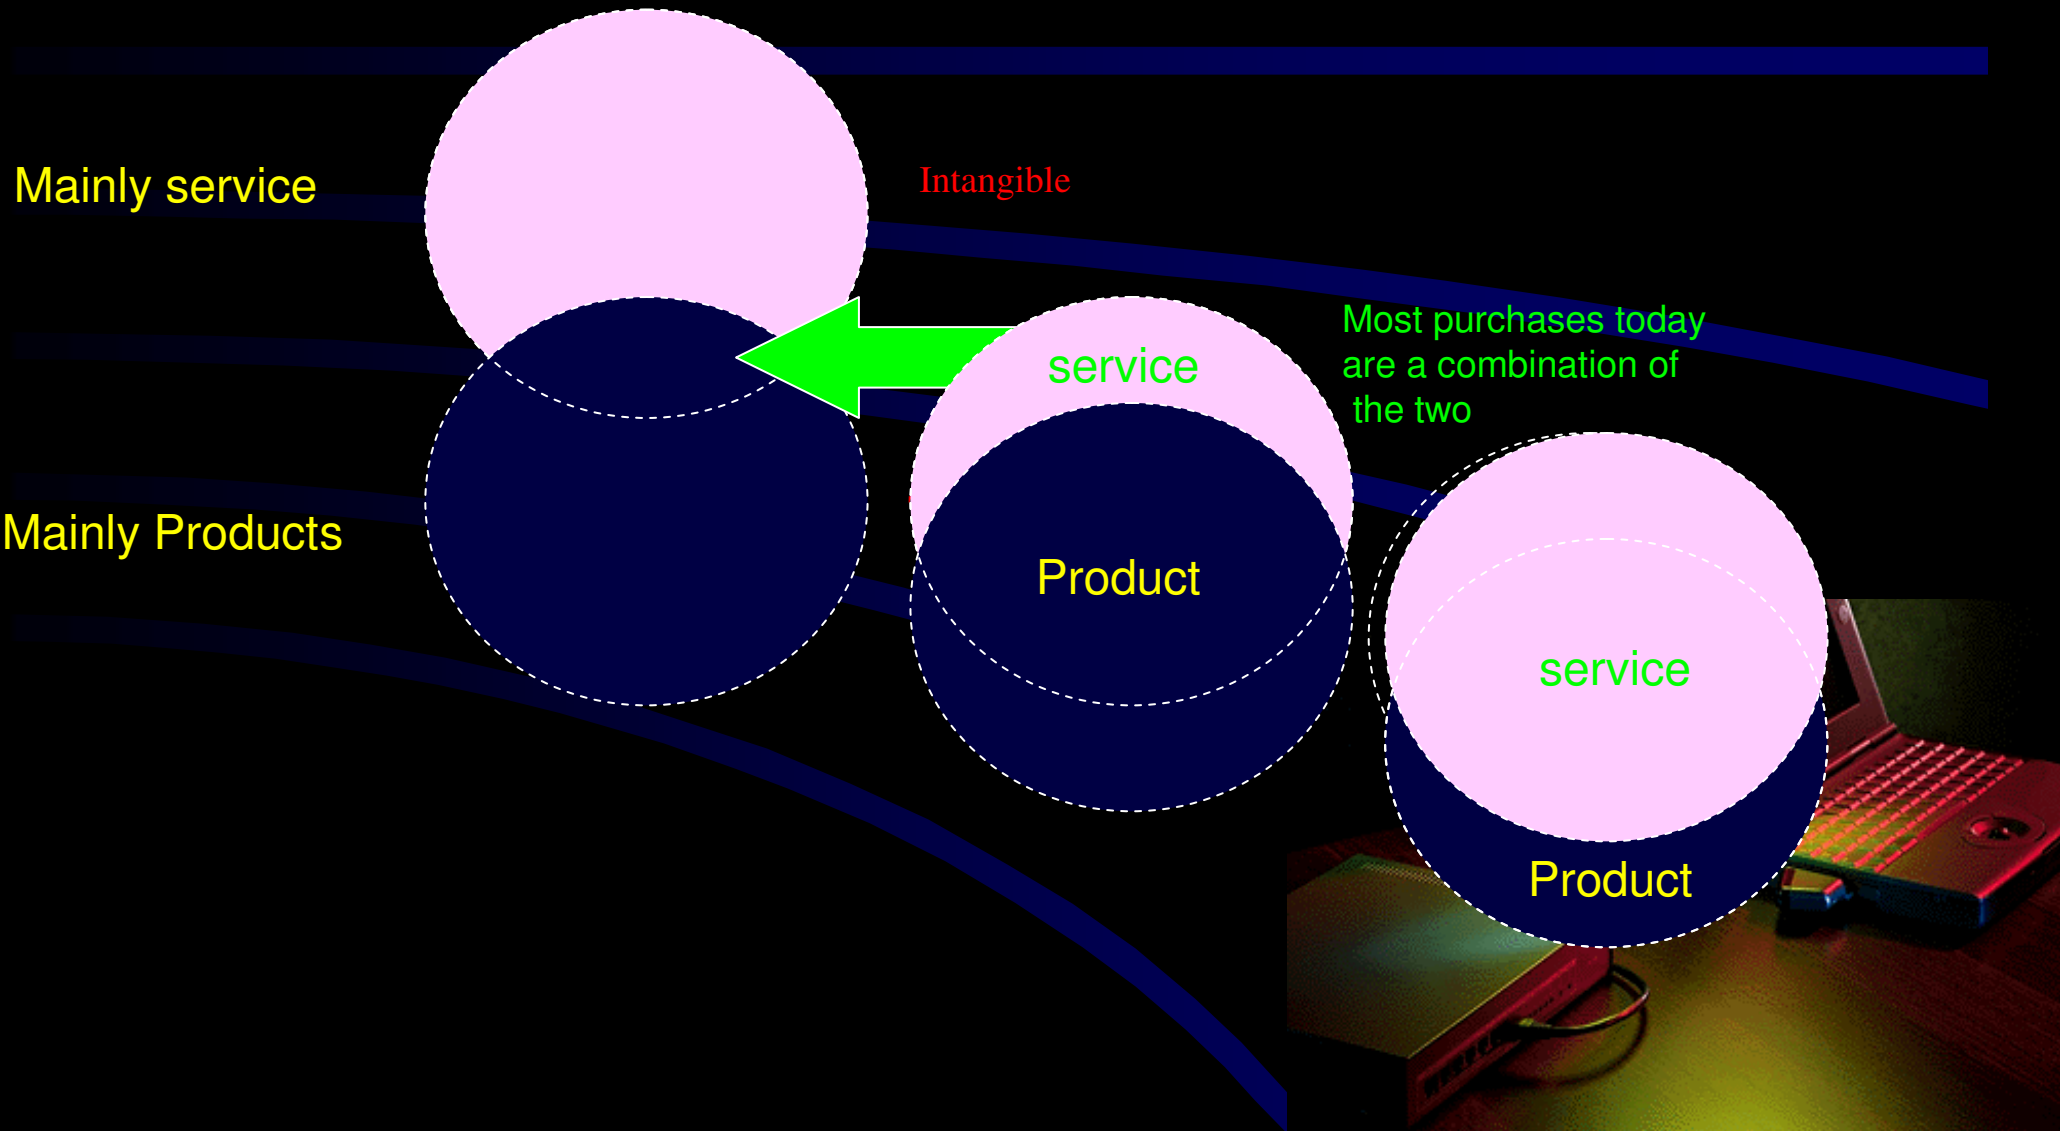 Mainly service
Intangible
Most purchases today
are a combination of
the two
service
Mainly Products
Product
service
Product